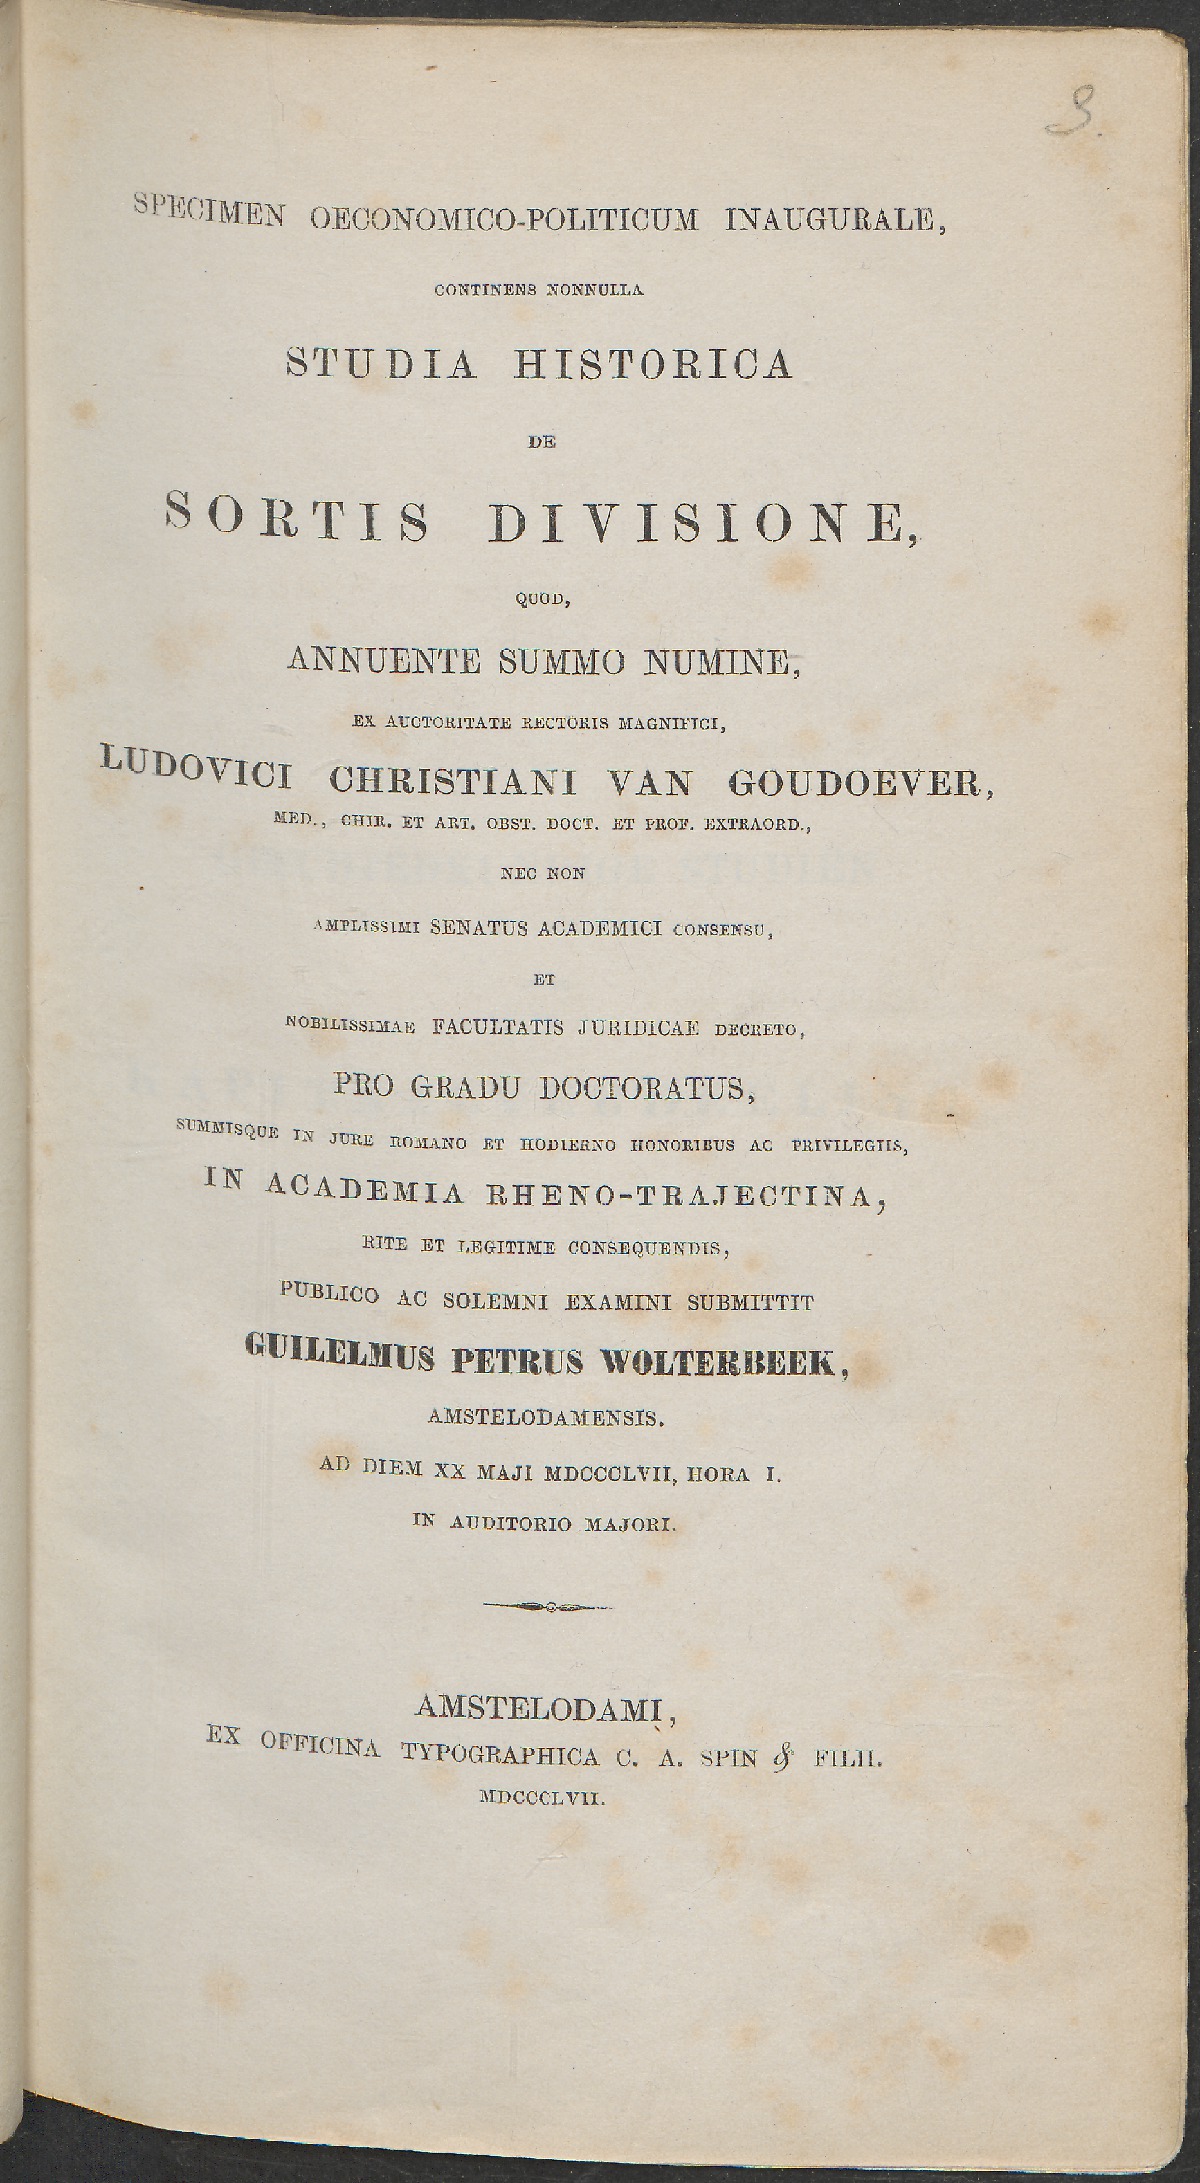 3.
SPECIMEN OECONOMICO-POLITICUM INAUGURALE,
CONTINENS NONNULLA
STUDIA HISTORICA
DE
SORTIS DIVISIONE,
QUOD,
ANNUENTE SUMMO NUMINE,
EX AUCTORITATE RECTORIS MAGNIFICI,
LUDOVICI CHRISTIANI VAN GOUDOEVER,
MED., CHIR. ET ART. OBST. DOCT. ET PROF. EXTRAORD.,
NEC NON
AMPLISSIMI SENATUS ACADEMICI CONSENSU,
ET
NOBILISSIMAE FACULTATIS JURIDICAE DECRETO,
PRO GRADU DOCTORATUS,
SUMMISQUE IN JURE ROMANO ET HODIERNO HONORIBUS AC PRIVILEGIIS,
IN ACADEMIA RHENO-TRAJECTINA,
RITE ET LEGITIME CONSEQUENDIS,
PUBLICO AC SOLEMNI EXAMINI SUBMITTIT
GUILELMUS PETRUS WOLTERBEEK,
AMSTELODAMENSIS.
AD DIEM XX MAJI MDCCCLVII, HORA I.
IN AUDITORIO MAJORI.
AMSTELODAMI,
EX OFFICINA TYPOGRAPHICA C. A. SPIN & FILII.
MDCCCLVII.